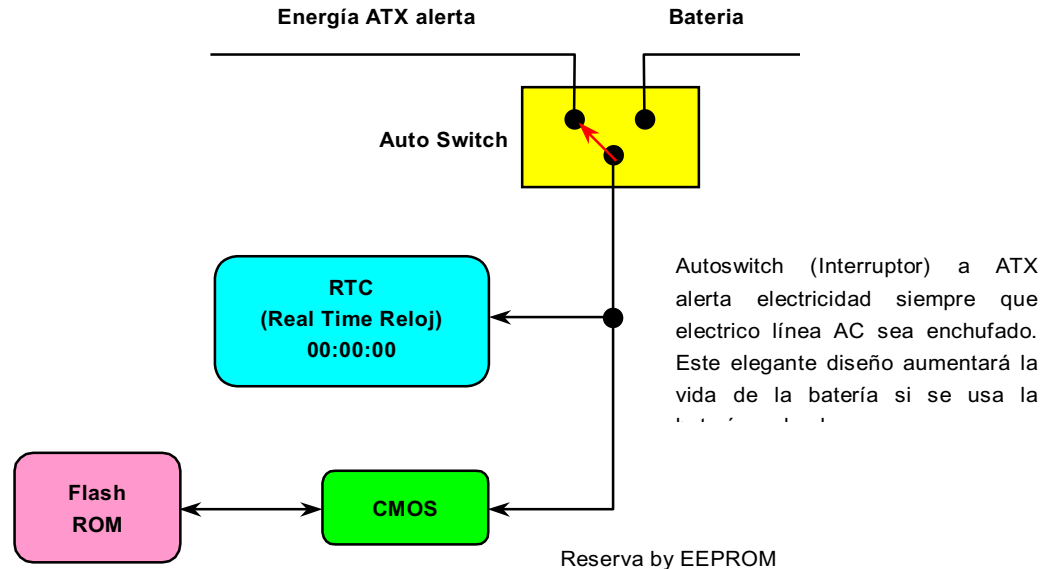 Energía ATX alerta
Bateria
Auto Switch
RTC
(Real Time Reloj)
00:00:00
Autoswitch (Interruptor) a ATX
alerta electricidad siempre que
electrico línea AC sea enchufado.
Este elegante diseño aumentará la
vida de la batería si se usa la
Flash
ROM
CMOS
Reserva by EEPROM